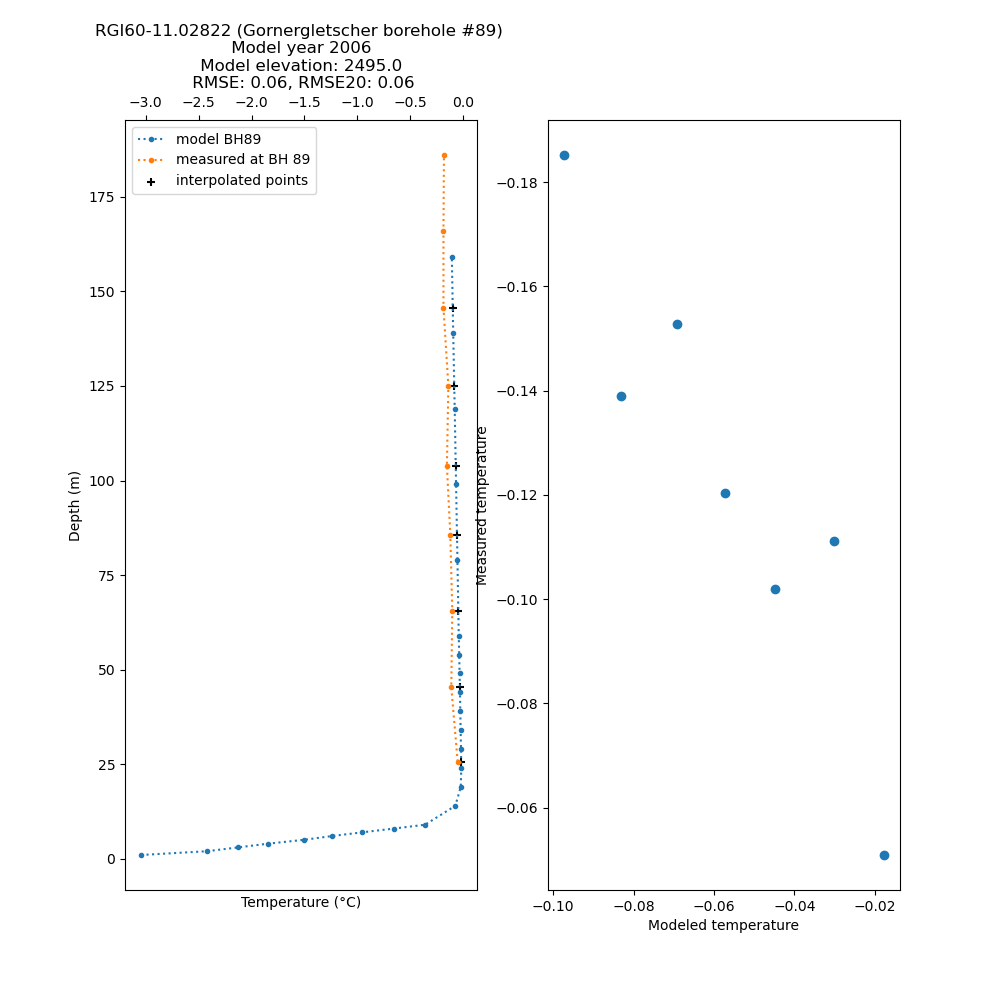 RGI60-11.02822 (Gornergletscher borehole #89)
Model year 2006
Model elevation: 2495.0
RMSE: 0.06, RMSE20: 0.06
−3.0 −2.5 −2.0 −1.5 −1.0 −0.5 0.0
model BH89
measured at BH 89
interpolated points
175
150
125
100
75
50
25
0
Depth (m)
Temperature (°C)
−0.18
−0.16
−0.14
−0.12
−0.10
−0.08
−0.06
Measured temperature
−0.10 −0.08 −0.06 −0.04 −0.02
Modeled temperature